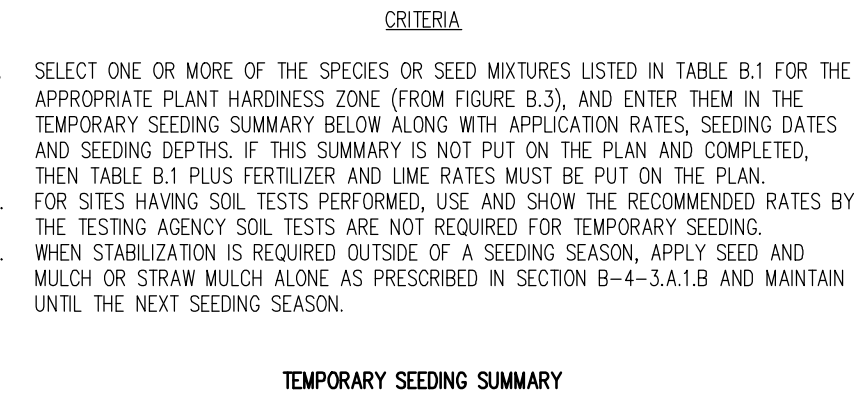 CRITERIA
. SELECT ONE OR MORE OF THE SPECIES OR SEED MIXTURES LISTED IN TABLE B.1 FOR THE
APPROPRIATE PLANT HARDINESS ZONE (FROM FIGURE B.3), AND ENTER THEM IN THE
TEMPORARY SEEDING SUMMARY BELOW ALONG WITH APPLICATION RATES, SEEDING DATES
AND SEEDING DEPTHS. IF THIS SUMMARY IS NOT PUT ON THE PLAN AND COMPLETED,
THEN TABLE B.1 PLUS FERTILIZER AND LIME RATES MUST BE PUT ON THE PLAN.
. FOR SITES HAVING SOIL TESTS PERFORMED, USE AND SHOW THE RECOMMENDED RATES BY
THE TESTING AGENCY SOIL TESTS ARE NOT REQUIRED FOR TEMPORARY SEEDING.
. WHEN STABILIZATION IS REQUIRED OUTSIDE OF A SEEDING SEASON, APPLY SEED AND
MULCH OR STRAW MULCH ALONE AS PRESCRIBED IN SECTION B-4-3.A.1.B AND MAINTAIN
UNTIL THE NEXT SEEDING SEASON.
TEMPORARY SEEDING SUMMARY